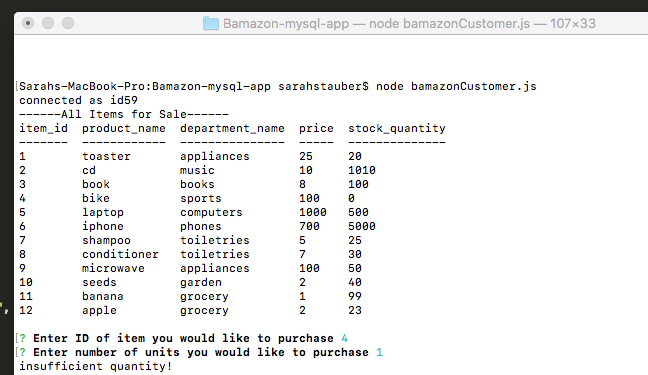 Bamazon-mysql-app — node bamazonCustomer.js — 107×33
[Sarahs-MacBook-Pro:Bamazon-mysql-app sarahstauber$ node bamazonCustomer.js
connected as id59
------All Items for Sale------
item_id  product_name  department_name  price  stock_quantity
-------  ------------  ---------------  -----  --------------
1        toaster       appliances       25     20
2        cd            music            10     1010
3        book          books            8      100
4        bike          sports           100    0
5        laptop        computers        1000   500
6        iphone        phones           700    5000
7        shampoo       toiletries       5      25
8        conditioner   toiletries       7      30
9        microwave     appliances       100    50
10       seeds         garden           2      40
11       banana        grocery          1      99
12       apple         grocery          2      23
[? Enter ID of item you would like to purchase 4
[? Enter number of units you would like to purchase 1
insufficient quantity!